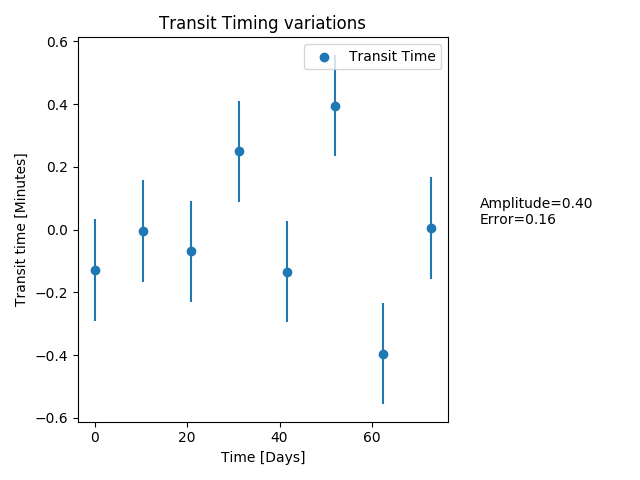 Transit Timing variations
Transit Time
0.6
0.4
0.2
0.0
−0.2
−0.4
−0.6
Transit time [Minutes]
0
20
40
60
Time [Days]
Amplitude=0.40
Error=0.16